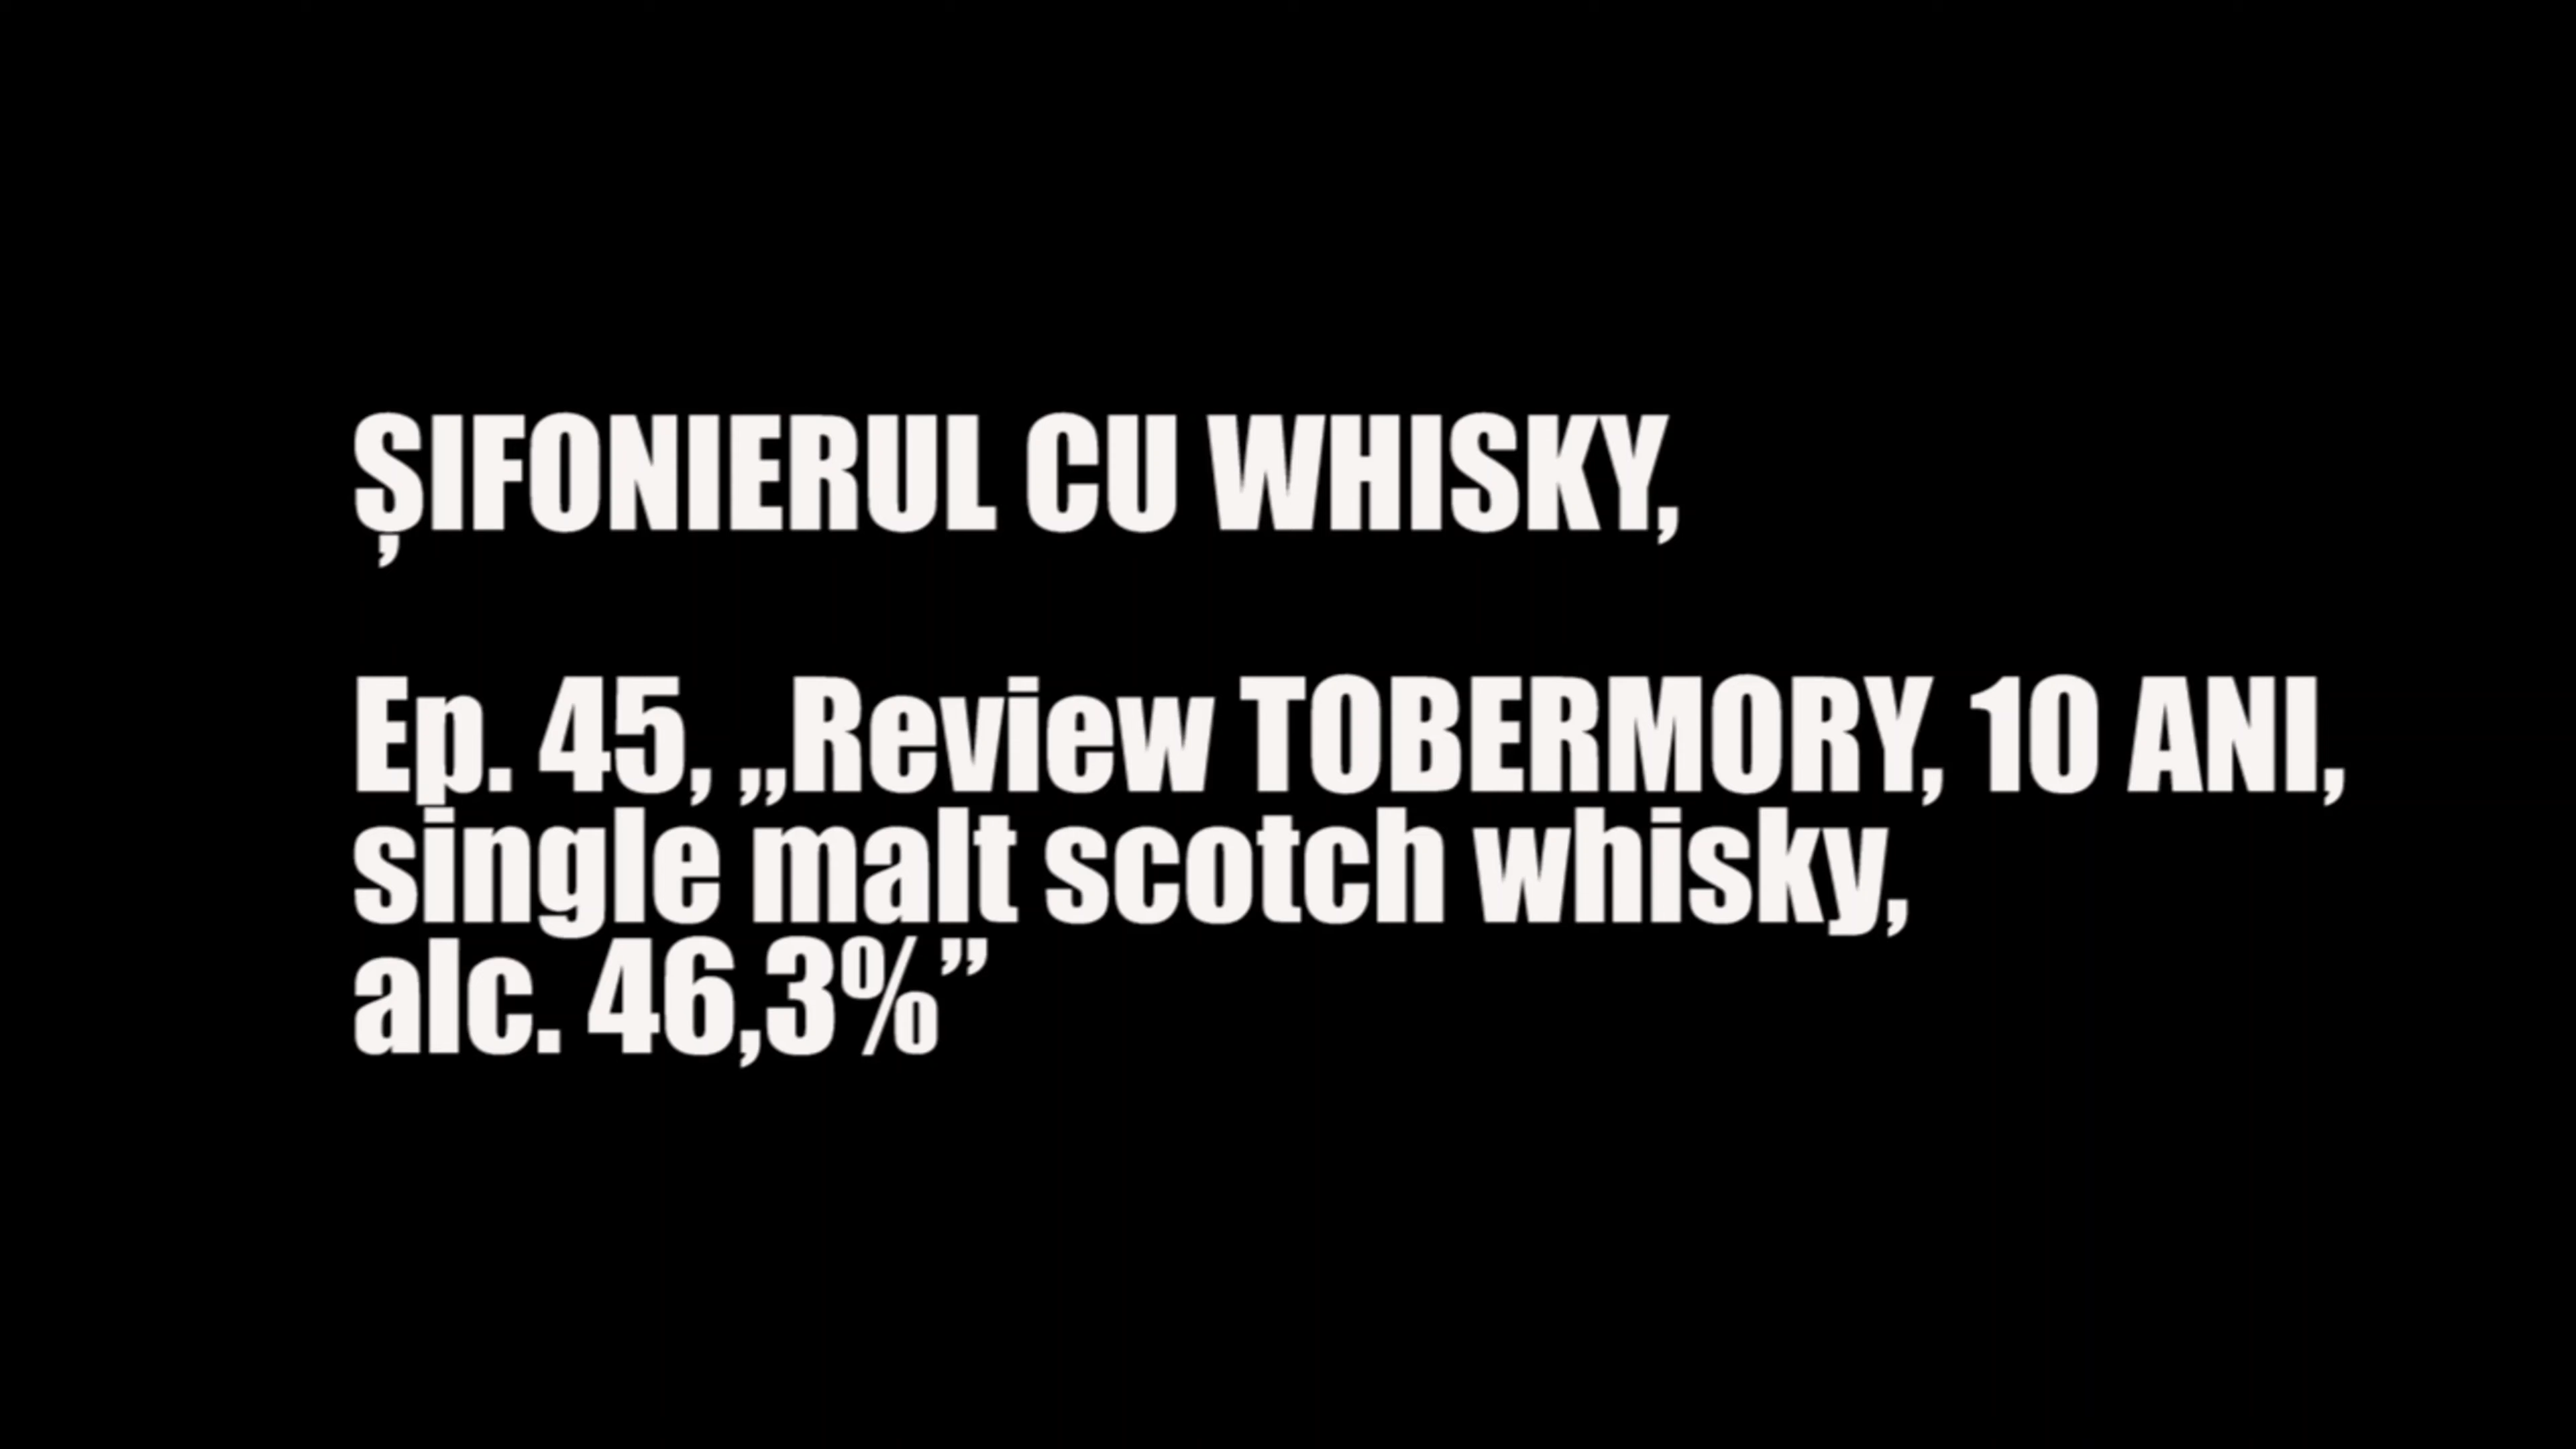 ȘIFONIERUL CU WHISKY,
Ep. 45, „Review TOBERMORY, 10 ANI,
single malt scotch whisky,
alc. 46,3%”